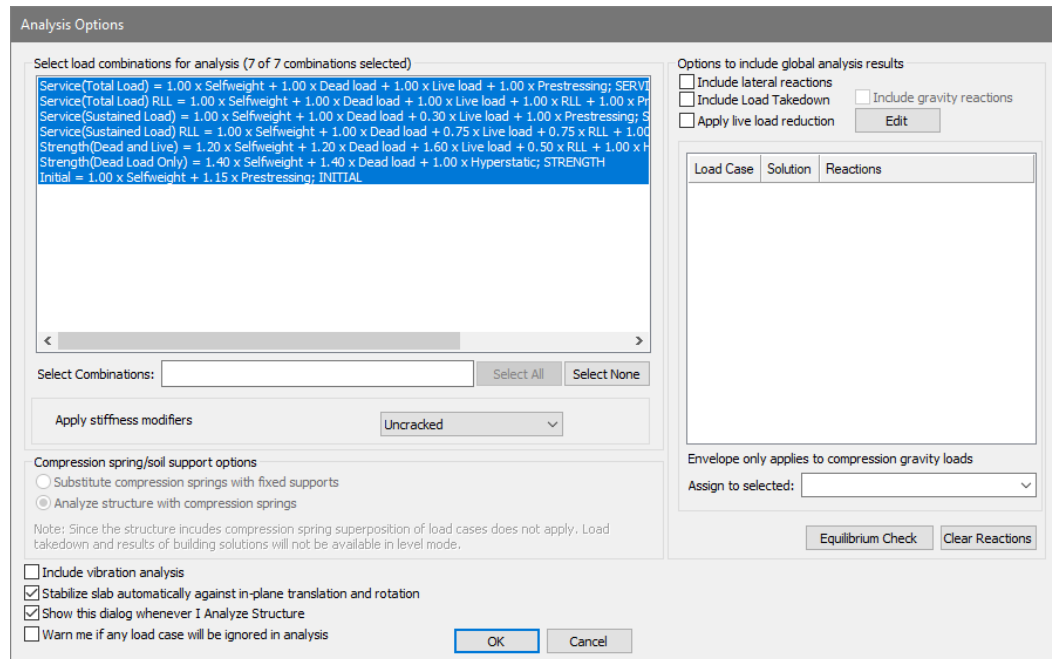 Analysis Options
Select load combinations for analysis (7 of 7 combinations selected)
Service(Total Load) = 1.00 x Selfweight + 1.00 x Dead load + 1.00 x Live load + 1.00 x Prestressing; SERVI
Service(Total Load) RLL = 1.00 x Selfweight + 1.00 x Dead load + 1.00 x Live load + 1.00 x RLL + 1.00 x Pr
Service(Sustained Load) = 1.00 x Selfweight + 1.00 x Dead load + 0.30 x Live load + 1.00 x Prestressing; S
Service(Sustained Load) RLL = 1.00 x Selfweight + 1.00 x Dead load + 0.75 x Live load + 0.75 x RLL + 1.00
Strength(Dead and Live) = 1.20 x Selfweight + 1.20 x Dead load + 1.60 x Live load + 0.50 x RLL + 1.00 x H
Strength(Dead Load Only) = 1.40 x Selfweight + 1.40 x Dead load + 1.00 x Hyperstatic; STRENGTH
Initial = 1.00 x Selfweight + 1.15 x Prestressing; INITIAL
Select Combinations:
Select All
Select None
Apply stiffness modifiers
Uncracked
Compression spring/soil support options
Substitute compression springs with fixed supports
Analyze structure with compression springs
Note: Since the structure incudes compression spring superposition of load cases does not apply. Load
takedown and results of building solutions will not be available in level mode.
Include vibration analysis
Stabilize slab automatically against in-plane translation and rotation
Show this dialog whenever I Analyze Structure
Warn me if any load case will be ignored in analysis
OK
Cancel
Options to include global analysis results
Include lateral reactions
Include Load Takedown
Include gravity reactions
Apply live load reduction
Edit
Load Case Solution Reactions
Envelope only applies to compression gravity loads
Assign to selected:
Equilibrium Check
Clear Reactions